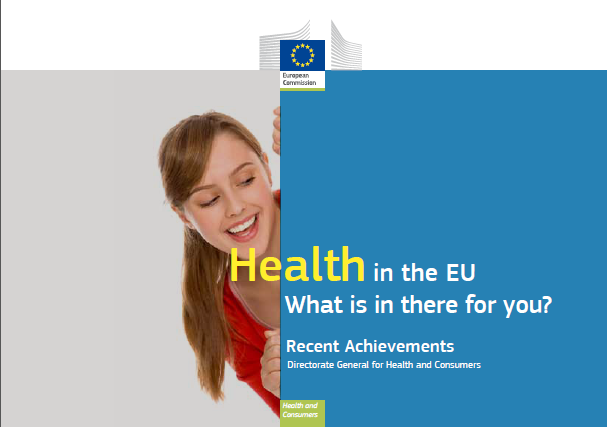 European
Commission
Health in the EU
What is in there for you?
Recent Achievements
Directorate General for Health and Consumers
Health and
Consumers